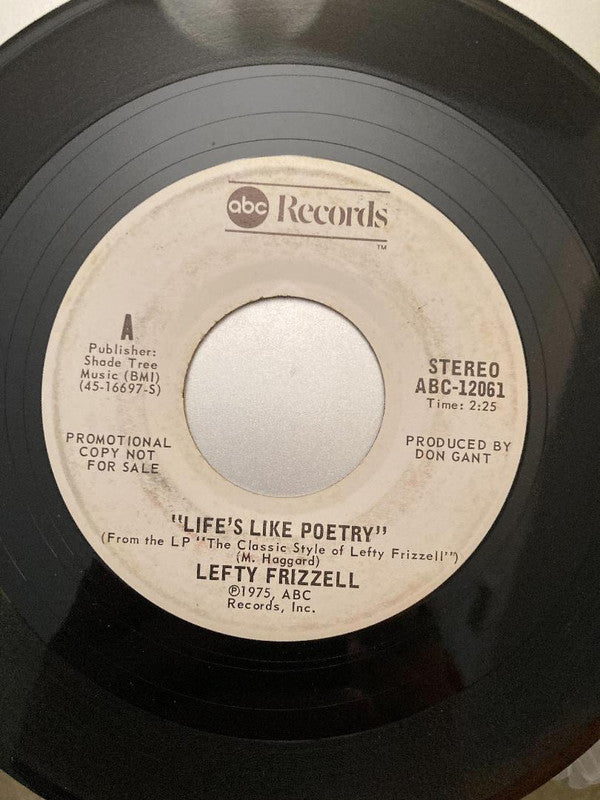 abc Records
TM
A
Publisher:
Shade Tree
Music (BMI)
(45-16697-S)
STEREO
ABC-12061
Time: 2:25
PROMOTIONAL
COPY NOT
FOR SALE
PRODUCED BY
DON GANT
"LIFE'S LIKE POETRY"
(From the LP "The Classic Style of Lefty Frizzell")
(M. Haggard)
LEFTY FRIZZELL
℗1975, ABC
Records, Inc.